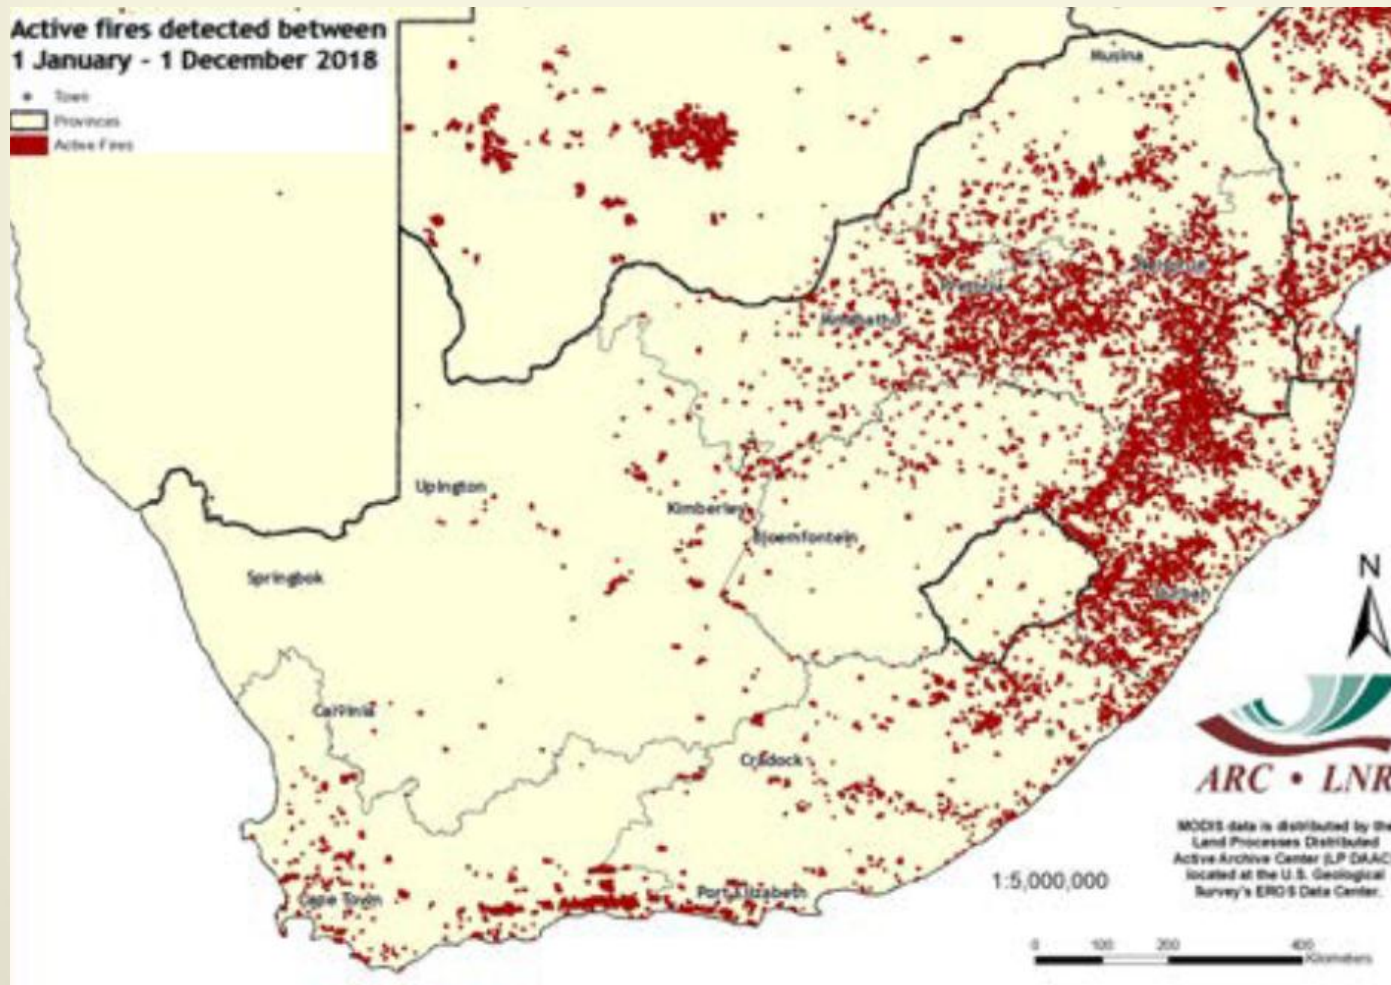 Active fires detected between
1 January - 1 December 2018
Town
Provinces
Active Fires
Musina
Nelspruit
Pretoria
Mmabatho
Upington
Kimberley
Bloemfontein
Springbok
Durban
N
Calvinia
Cradock
ARC • LNR
MODIS data is distributed by the
Land Processes Distributed
Active Archive Center (LP DAAC)
located at the U.S. Geological
Survey's EROS Data Center.
1:5,000,000
Port Elizabeth
Cape Town
0 100 200 400
Kilometers